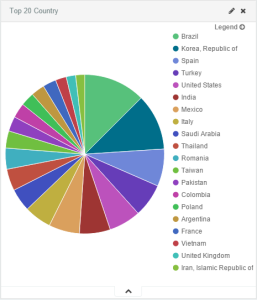 Top 20 Country
Legend
Brazil
Korea, Republic of
Spain
Turkey
United States
India
Mexico
Italy
Saudi Arabia
Thailand
Romania
Taiwan
Pakistan
Colombia
Poland
Argentina
France
Vietnam
United Kingdom
Iran, Islamic Republic of